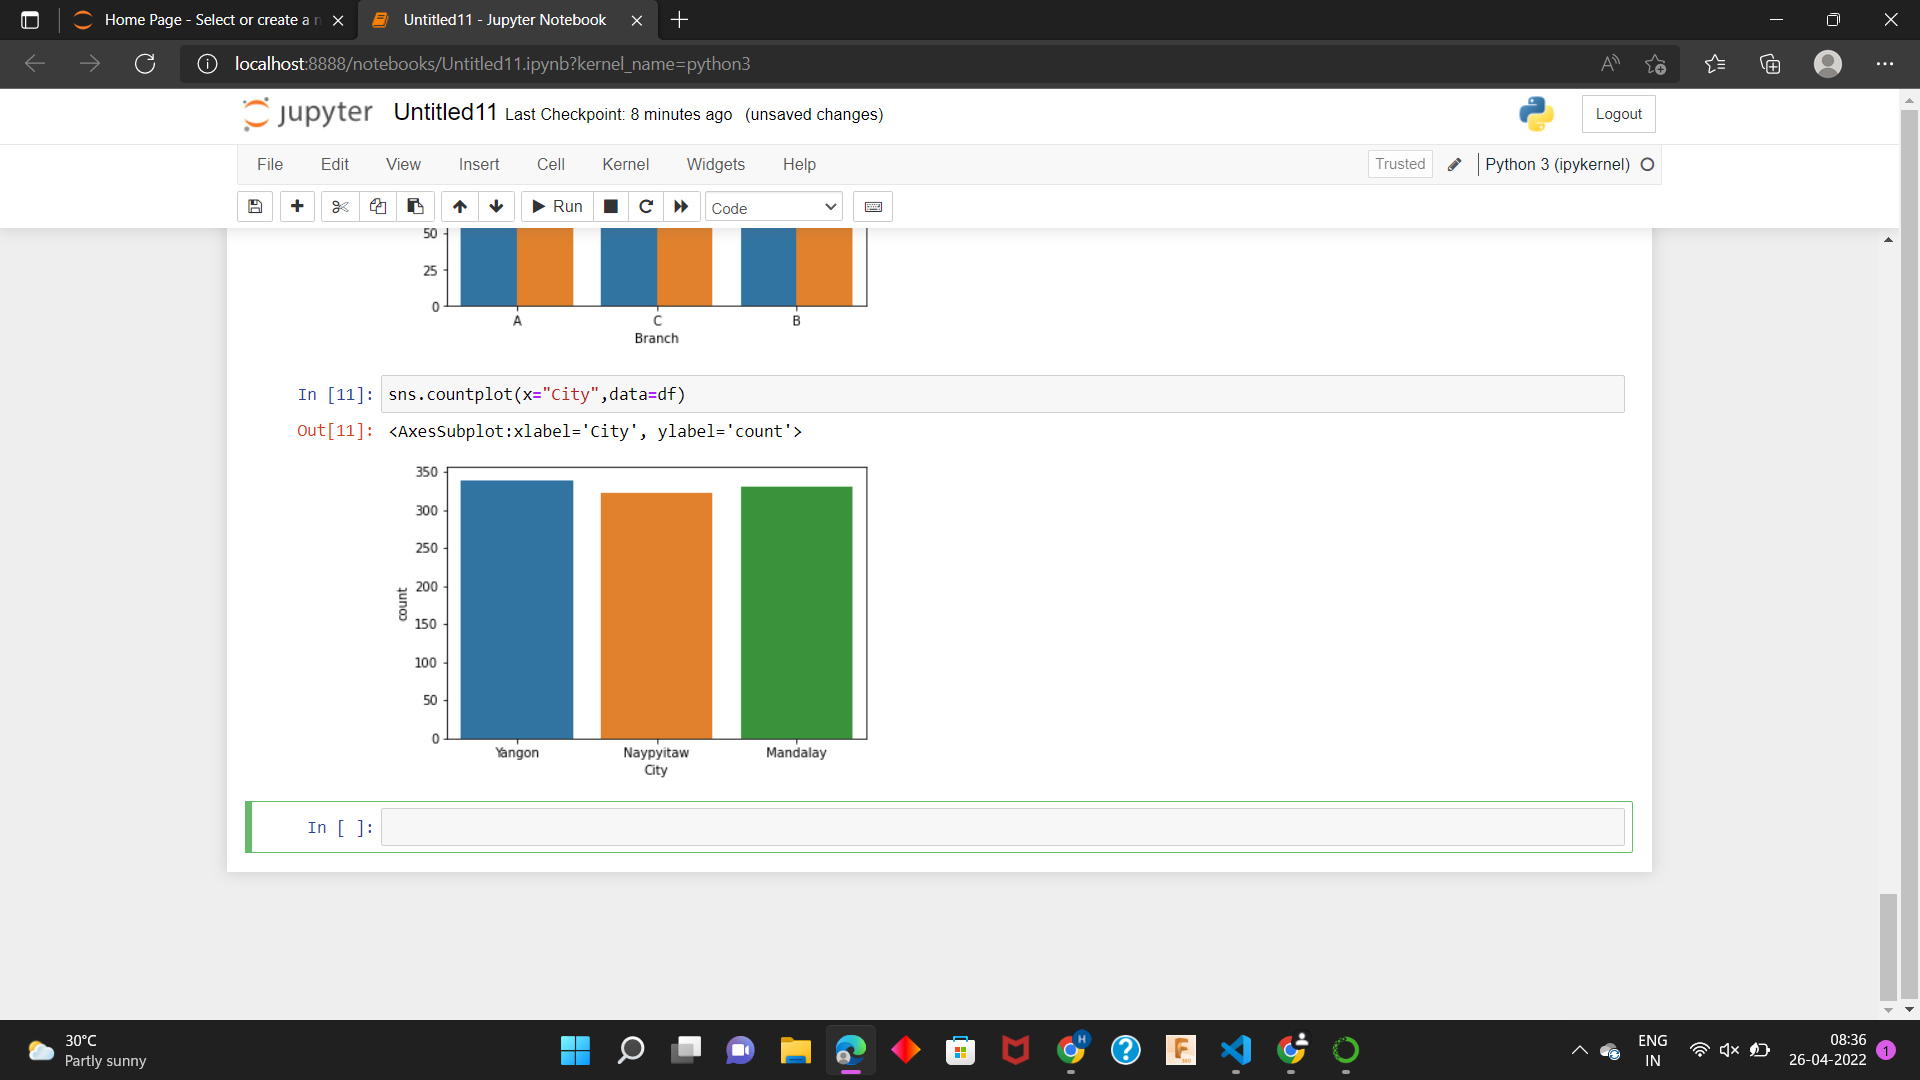 Home Page - Select or create a n
Untitled11 - Jupyter Notebook
localhost:8888/notebooks/Untitled11.ipynb?kernel_name=python3
jupyter Untitled11 Last Checkpoint: 8 minutes ago (unsaved changes)
Logout
File Edit View Insert Cell Kernel Widgets Help
Trusted Python 3 (ipykernel)
Run Code
50
25
0
A C B
Branch
In [11]: sns.countplot(x="City",data=df)
Out[11]: <AxesSubplot:xlabel='City', ylabel='count'>
350
300
250
200
150
100
50
0
count
Yangon Naypyitaw Mandalay
City
In [ ]:
30°C
Partly sunny
H
F
ENG
IN
08:36
26-04-2022
1